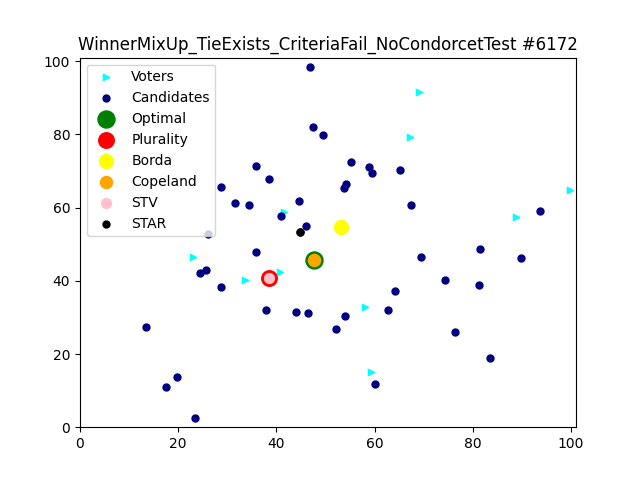 WinnerMixUp_TieExists_CriteriaFail_NoCondorcetTest #6172
100
80
60
40
20
0
Voters
Candidates
Optimal
Plurality
Borda
Copeland
STV
STAR
0 20 40 60 80 100